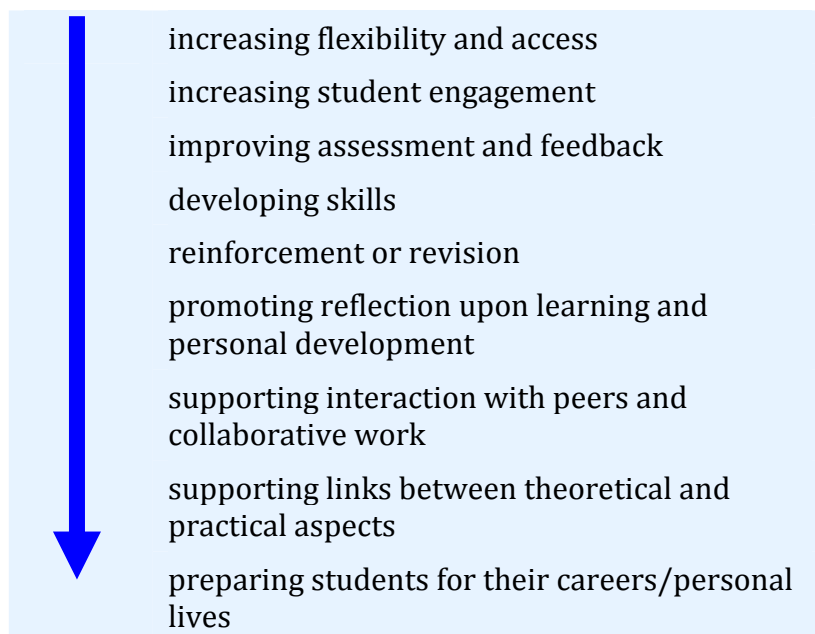 increasing flexibility and access
increasing student engagement
improving assessment and feedback
developing skills
reinforcement or revision
promoting reflection upon learning and
personal development
supporting interaction with peers and
collaborative work
supporting links between theoretical and
practical aspects
preparing students for their careers/personal
lives